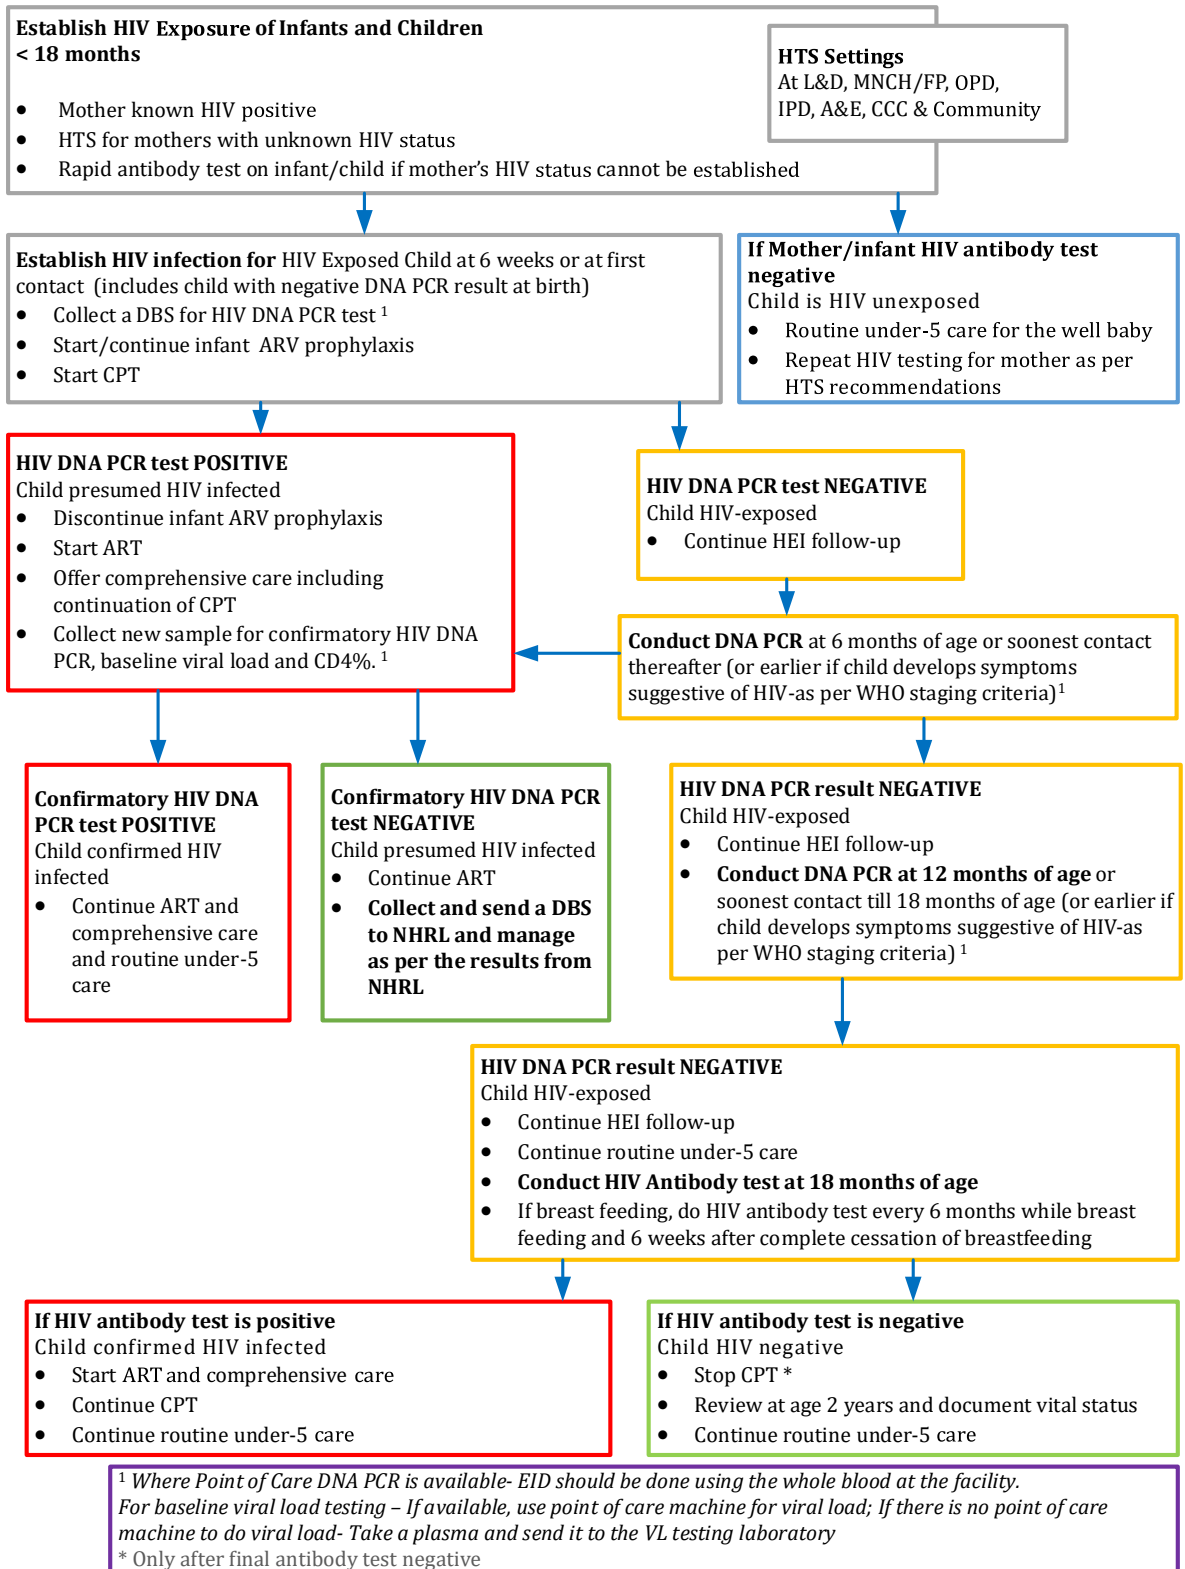 Establish HIV Exposure of Infants and Children
< 18 months
• Mother known HIV positive
• HTS for mothers with unknown HIV status
• Rapid antibody test on infant/child if mother's HIV status cannot be established
HTS Settings
At L&D, MNCH/FP, OPD,
IPD, A&E, CCC & Community
Establish HIV infection for HIV Exposed Child at 6 weeks or at first
contact (includes child with negative DNA PCR result at birth)
• Collect a DBS for HIV DNA PCR test ¹
• Start/continue infant ARV prophylaxis
• Start CPT
If Mother/infant HIV antibody test
negative
Child is HIV unexposed
• Routine under-5 care for the well baby
• Repeat HIV testing for mother as per
HTS recommendations
HIV DNA PCR test POSITIVE
Child presumed HIV infected
• Discontinue infant ARV prophylaxis
• Start ART
• Offer comprehensive care including
continuation of CPT
• Collect new sample for confirmatory HIV DNA
PCR, baseline viral load and CD4%. ¹
HIV DNA PCR test NEGATIVE
Child HIV-exposed
• Continue HEI follow-up
Conduct DNA PCR at 6 months of age or soonest contact
thereafter (or earlier if child develops symptoms
suggestive of HIV-as per WHO staging criteria)¹
Confirmatory HIV DNA
PCR test POSITIVE
Child confirmed HIV
infected
• Continue ART and
comprehensive care
and routine under-5
care
Confirmatory HIV DNA PCR
test NEGATIVE
Child presumed HIV infected
• Continue ART
• Collect and send a DBS
to NHRL and manage
as per the results from
NHRL
HIV DNA PCR result NEGATIVE
Child HIV-exposed
• Continue HEI follow-up
• Conduct DNA PCR at 12 months of age or
soonest contact till 18 months of age (or earlier if
child develops symptoms suggestive of HIV-as
per WHO staging criteria) ¹
HIV DNA PCR result NEGATIVE
Child HIV-exposed
• Continue HEI follow-up
• Continue routine under-5 care
• Conduct HIV Antibody test at 18 months of age
• If breast feeding, do HIV antibody test every 6 months while breast
feeding and 6 weeks after complete cessation of breastfeeding
If HIV antibody test is positive
Child confirmed HIV infected
• Start ART and comprehensive care
• Continue CPT
• Continue routine under-5 care
If HIV antibody test is negative
Child HIV negative
• Stop CPT *
• Review at age 2 years and document vital status
• Continue routine under-5 care
¹ Where Point of Care DNA PCR is available- EID should be done using the whole blood at the facility.
For baseline viral load testing – If available, use point of care machine for viral load; If there is no point of care
machine to do viral load- Take a plasma and send it to the VL testing laboratory
* Only after final antibody test negative